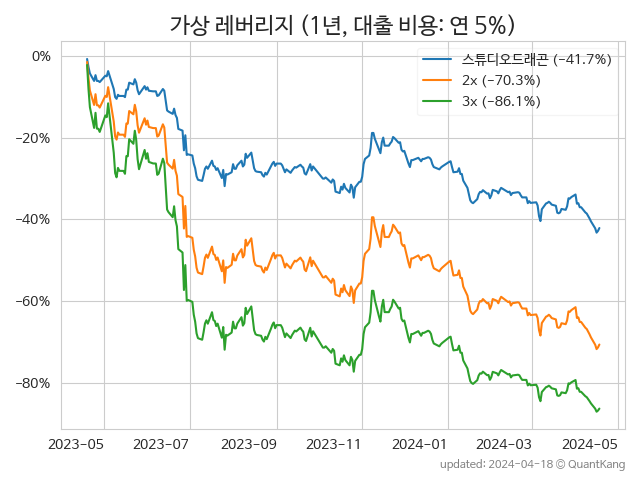 가상 레버리지 (1년, 대출 비용: 연 5%)
스튜디오드래곤 (−41.7%)
2x (−70.3%)
3x (−86.1%)
0%
−20%
−40%
−60%
−80%
2023-05 2023-07 2023-09 2023-11 2024-01 2024-03 2024-05
updated: 2024-04-18 © QuantKang